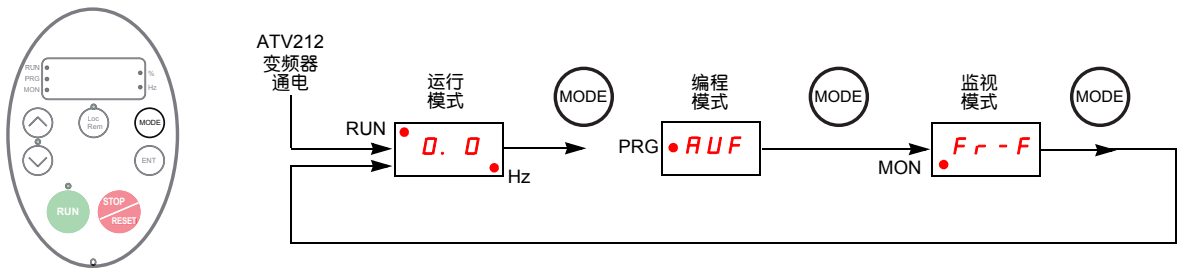 RUN
PRG
MON
%
Hz
Loc
Rem
MODE
ENT
RUN
STOP
RESET
ATV212
变频器
通电
运行
模式
RUN
0.0
Hz
MODE
编程
模式
PRG
AUF
MODE
监视
模式
MON
Fr-F
MODE